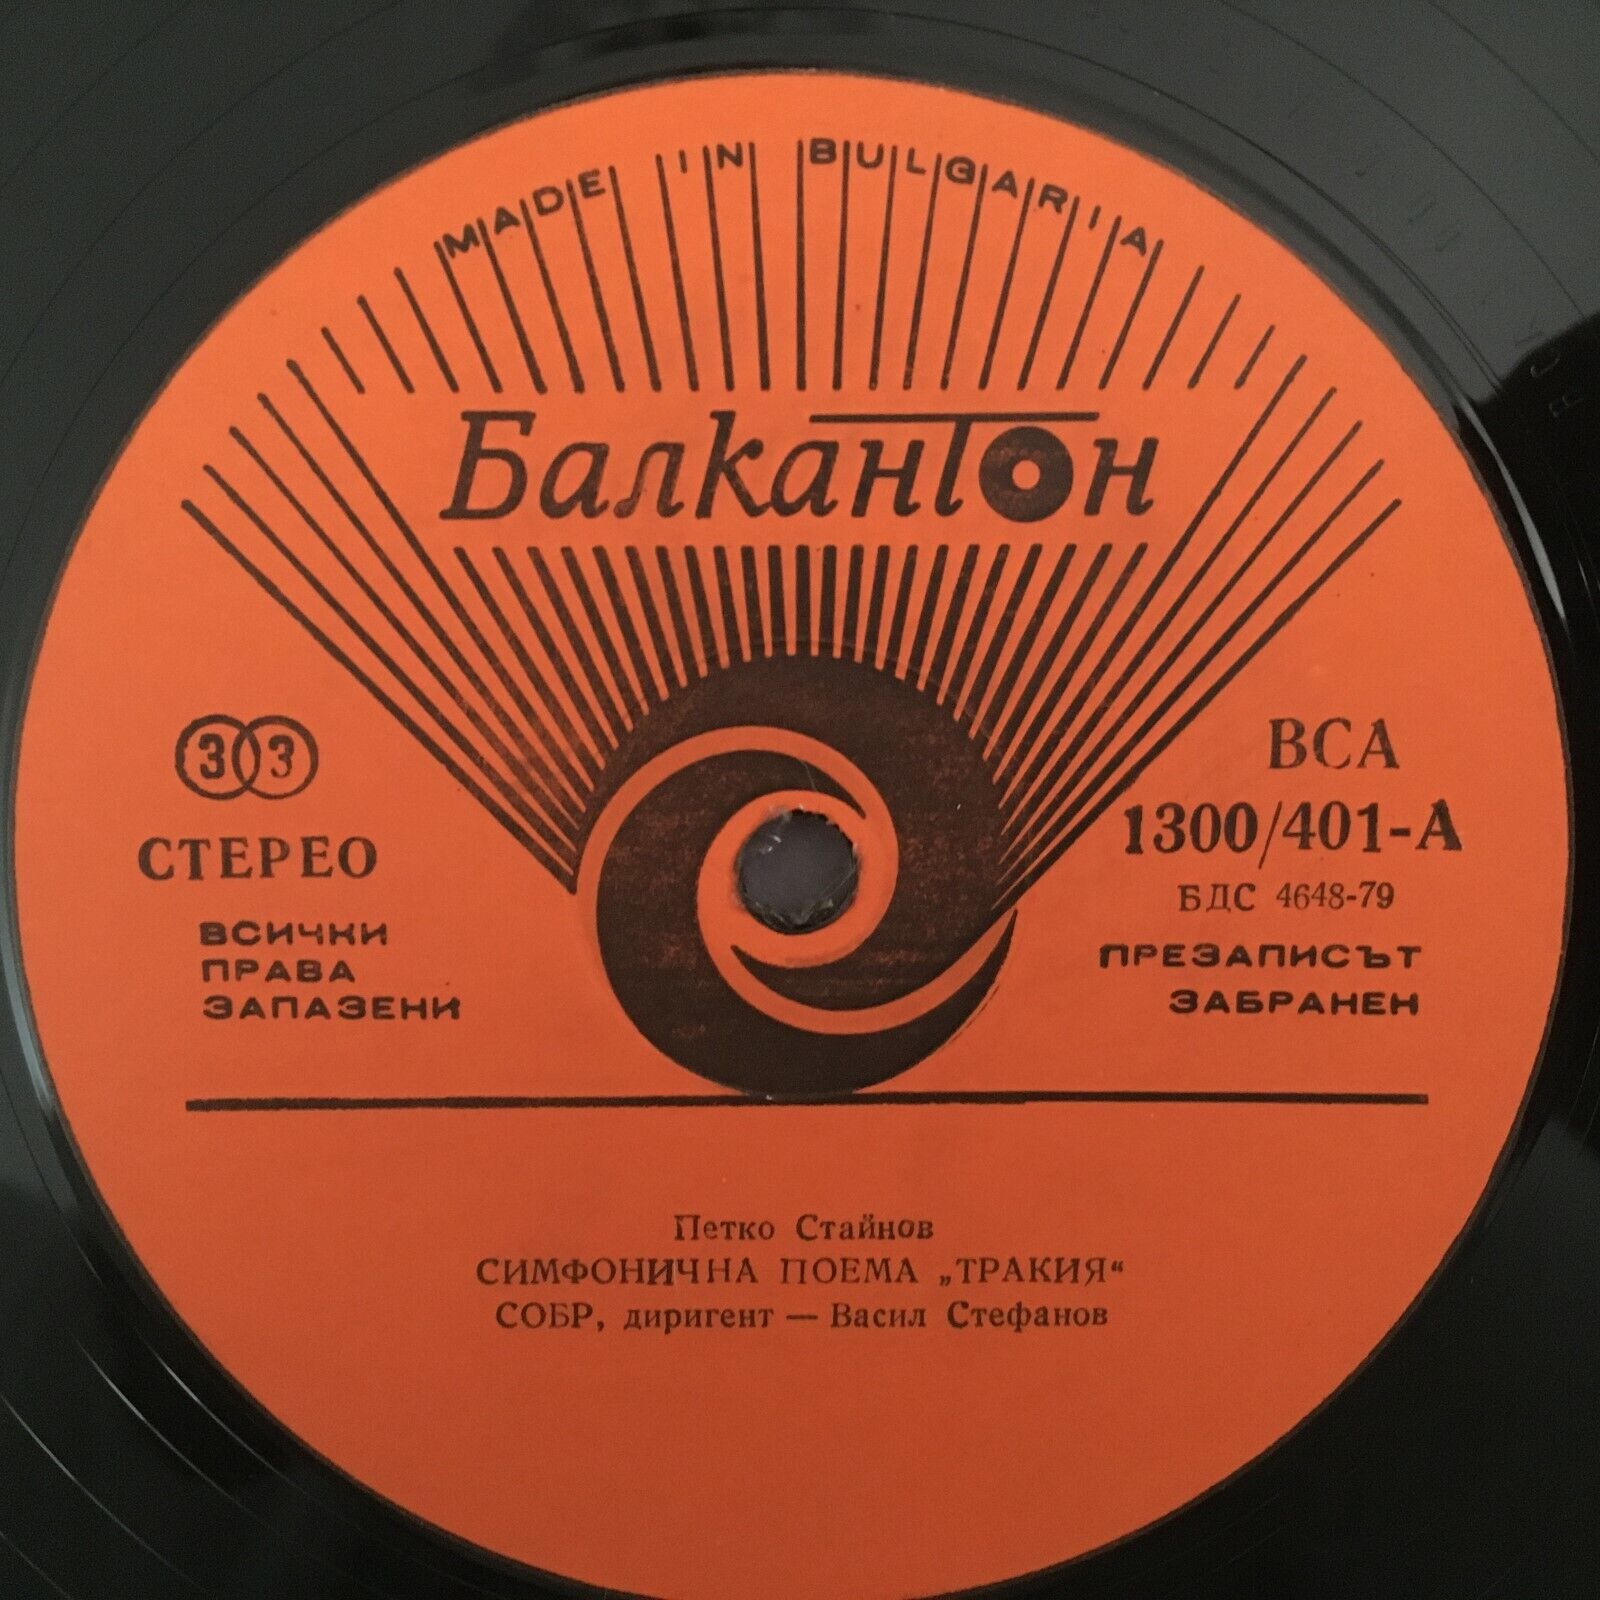 MADE IN BULGARIA
Балкантон
33
СТЕРЕО
ВСИЧКИ
ПРАВА
ЗАПАЗЕНИ
ВСА
1300/401-А
БДС 4648-79
ПРЕЗАПИСЪТ
ЗАБРАНЕН
Петко Стайнов
СИМФОНИЧНА ПОЕМА „ТРАКИЯ“
СОБР, диригент — Васил Стефанов